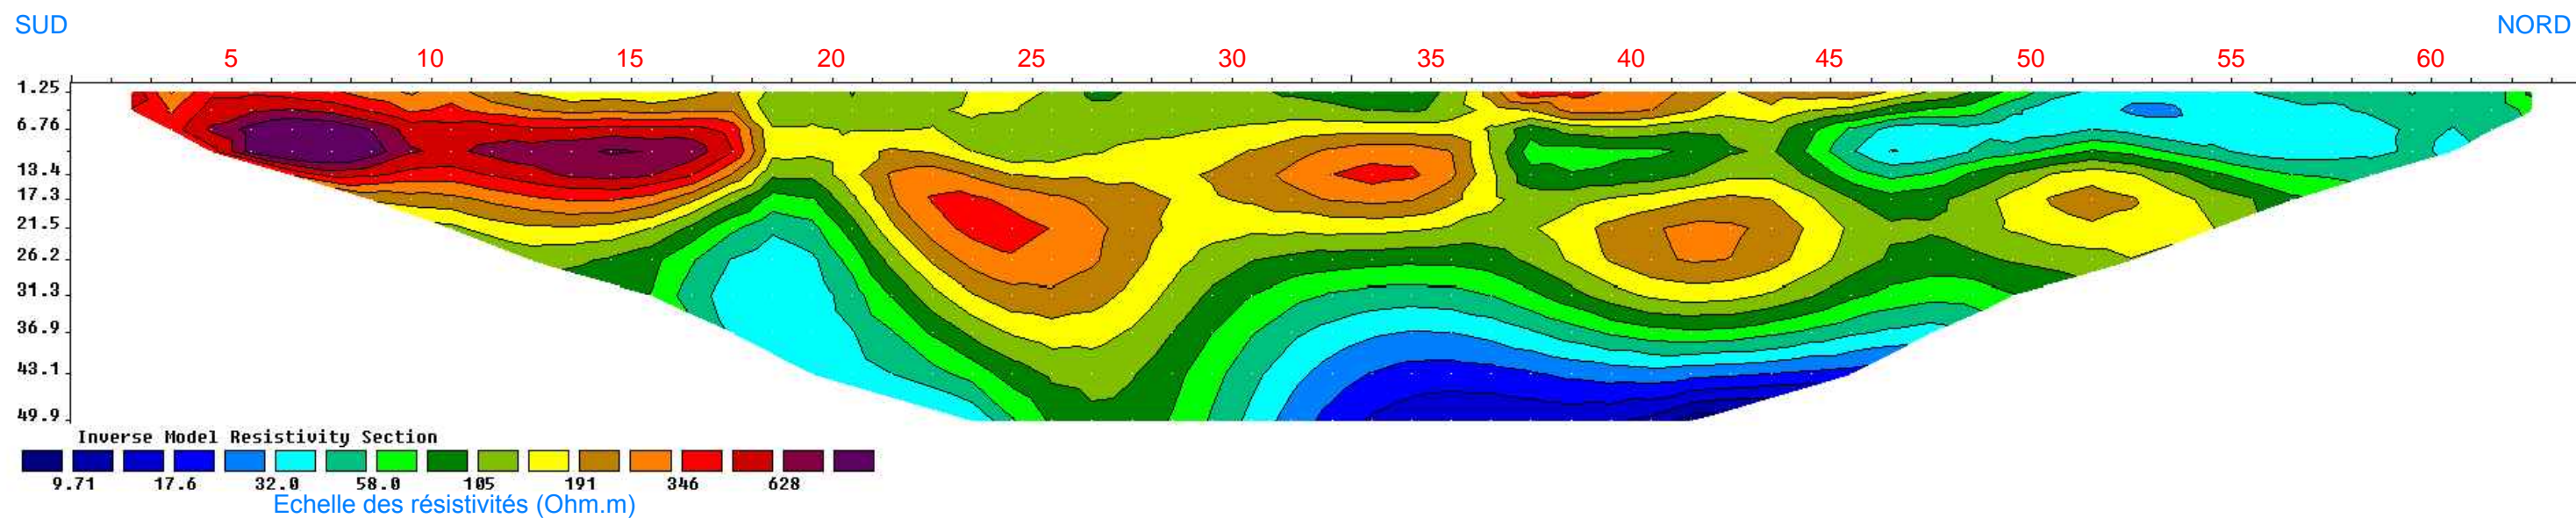 SUD NORD
5 10 15 20 25 30 35 40 45 50 55 60
1.25
6.76
13.4
17.3
21.5
26.2
31.3
36.9
43.1
49.9
Inverse Model Resistivity Section
9.71 17.6 32.0 58.0 105 191 346 628
Echelle des résistivités (Ohm.m)